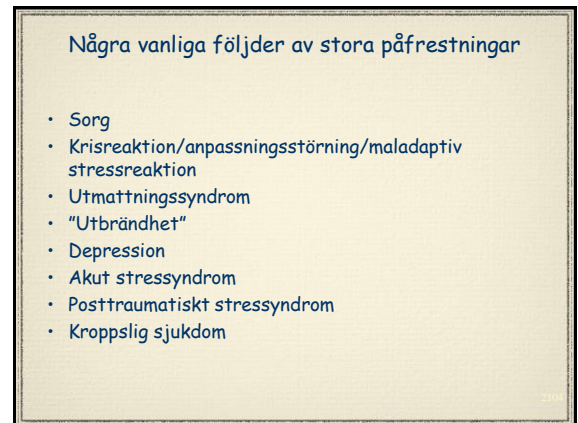 Några vanliga följder av stora påfrestningar
• Sorg
• Krisreaktion/anpassningsstörning/maladaptiv
stressreaktion
• Utmattningssyndrom
• ”Utbrändhet”
• Depression
• Akut stressyndrom
• Posttraumatiskt stressyndrom
• Kroppslig sjukdom